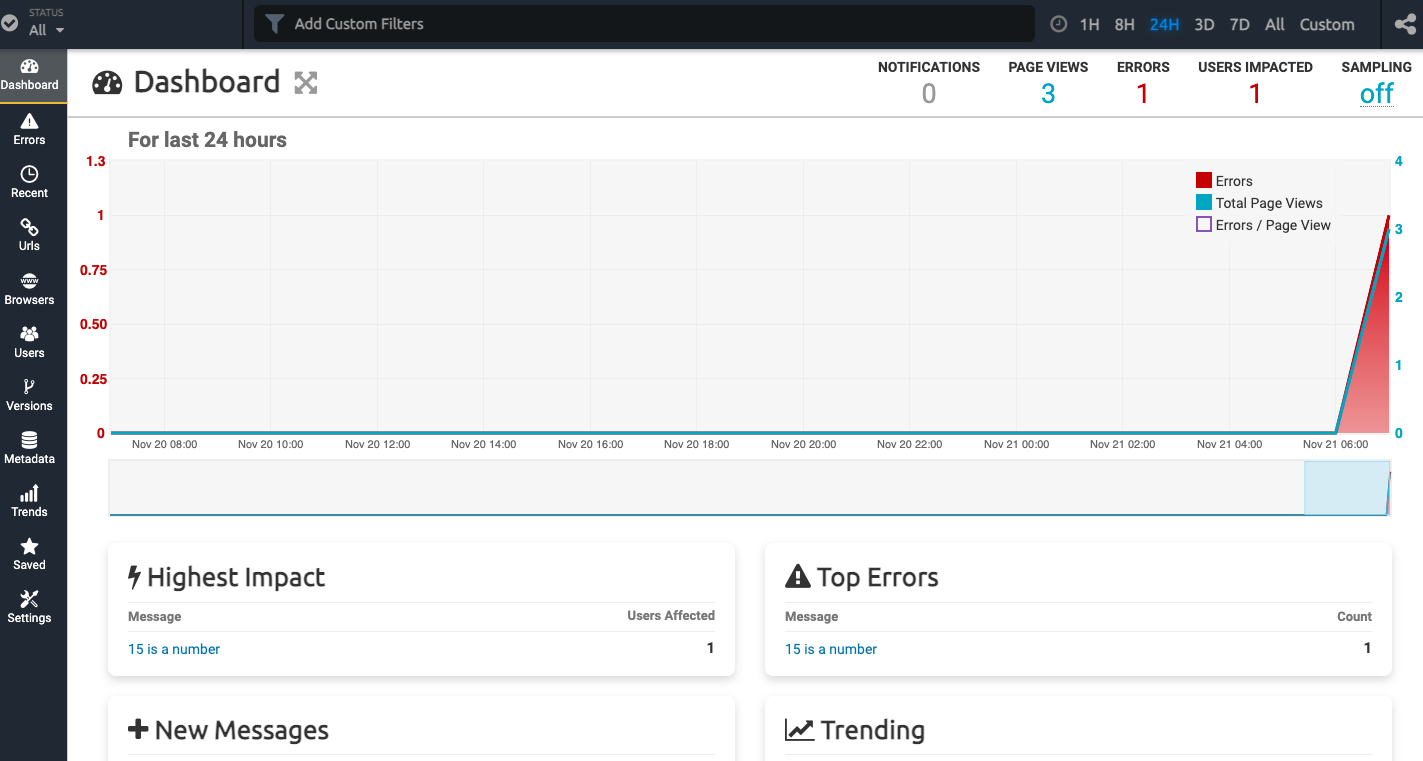 STATUS
All
Add Custom Filters
1H 8H 24H 3D 7D All Custom
Dashboard
Errors
Recent
Urls
www
Browsers
Users
Versions
Metadata
Trends
Saved
Settings
Dashboard
NOTIFICATIONS PAGE VIEWS ERRORS USERS IMPACTED SAMPLING
0 3 1 1 off
For last 24 hours
1.3
1
0.75
0.50
0.25
0
4
3
2
1
0
Errors
Total Page Views
Errors / Page View
Nov 20 08:00 Nov 20 10:00 Nov 20 12:00 Nov 20 14:00 Nov 20 16:00 Nov 20 18:00 Nov 20 20:00 Nov 20 22:00 Nov 21 00:00 Nov 21 02:00 Nov 21 04:00 Nov 21 06:00
Highest Impact
Message Users Affected
15 is a number 1
Top Errors
Message Count
15 is a number 1
New Messages
Trending